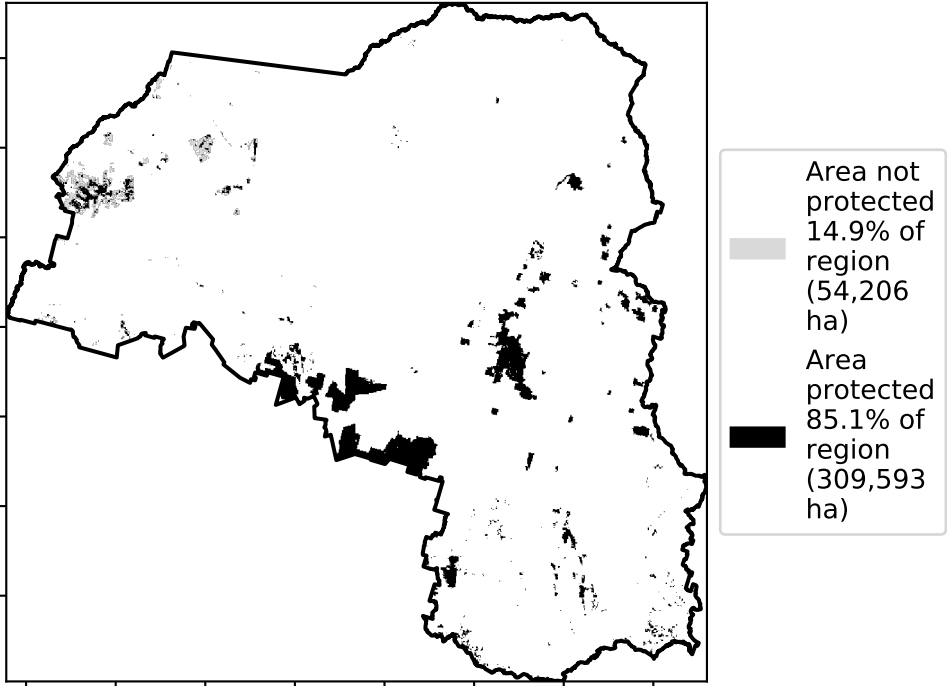 Area not
protected
14.9% of
region
(54,206
ha)
Area
protected
85.1% of
region
(309,593
ha)